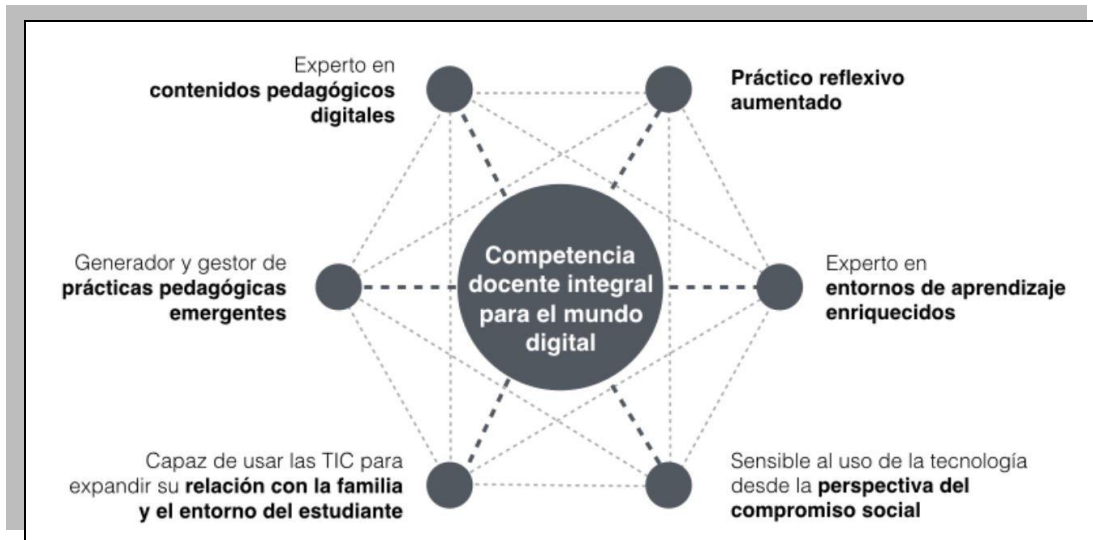 Experto en
contenidos pedagógicos
digitales
Práctico reflexivo
aumentado
Generador y gestor de
prácticas pedagógicas
emergentes
Competencia
docente integral
para el mundo
digital
Experto en
entornos de aprendizaje
enriquecidos
Capaz de usar las TIC para
expandir su relación con la familia
y el entorno del estudiante
Sensible al uso de la tecnología
desde la perspectiva del
compromiso social